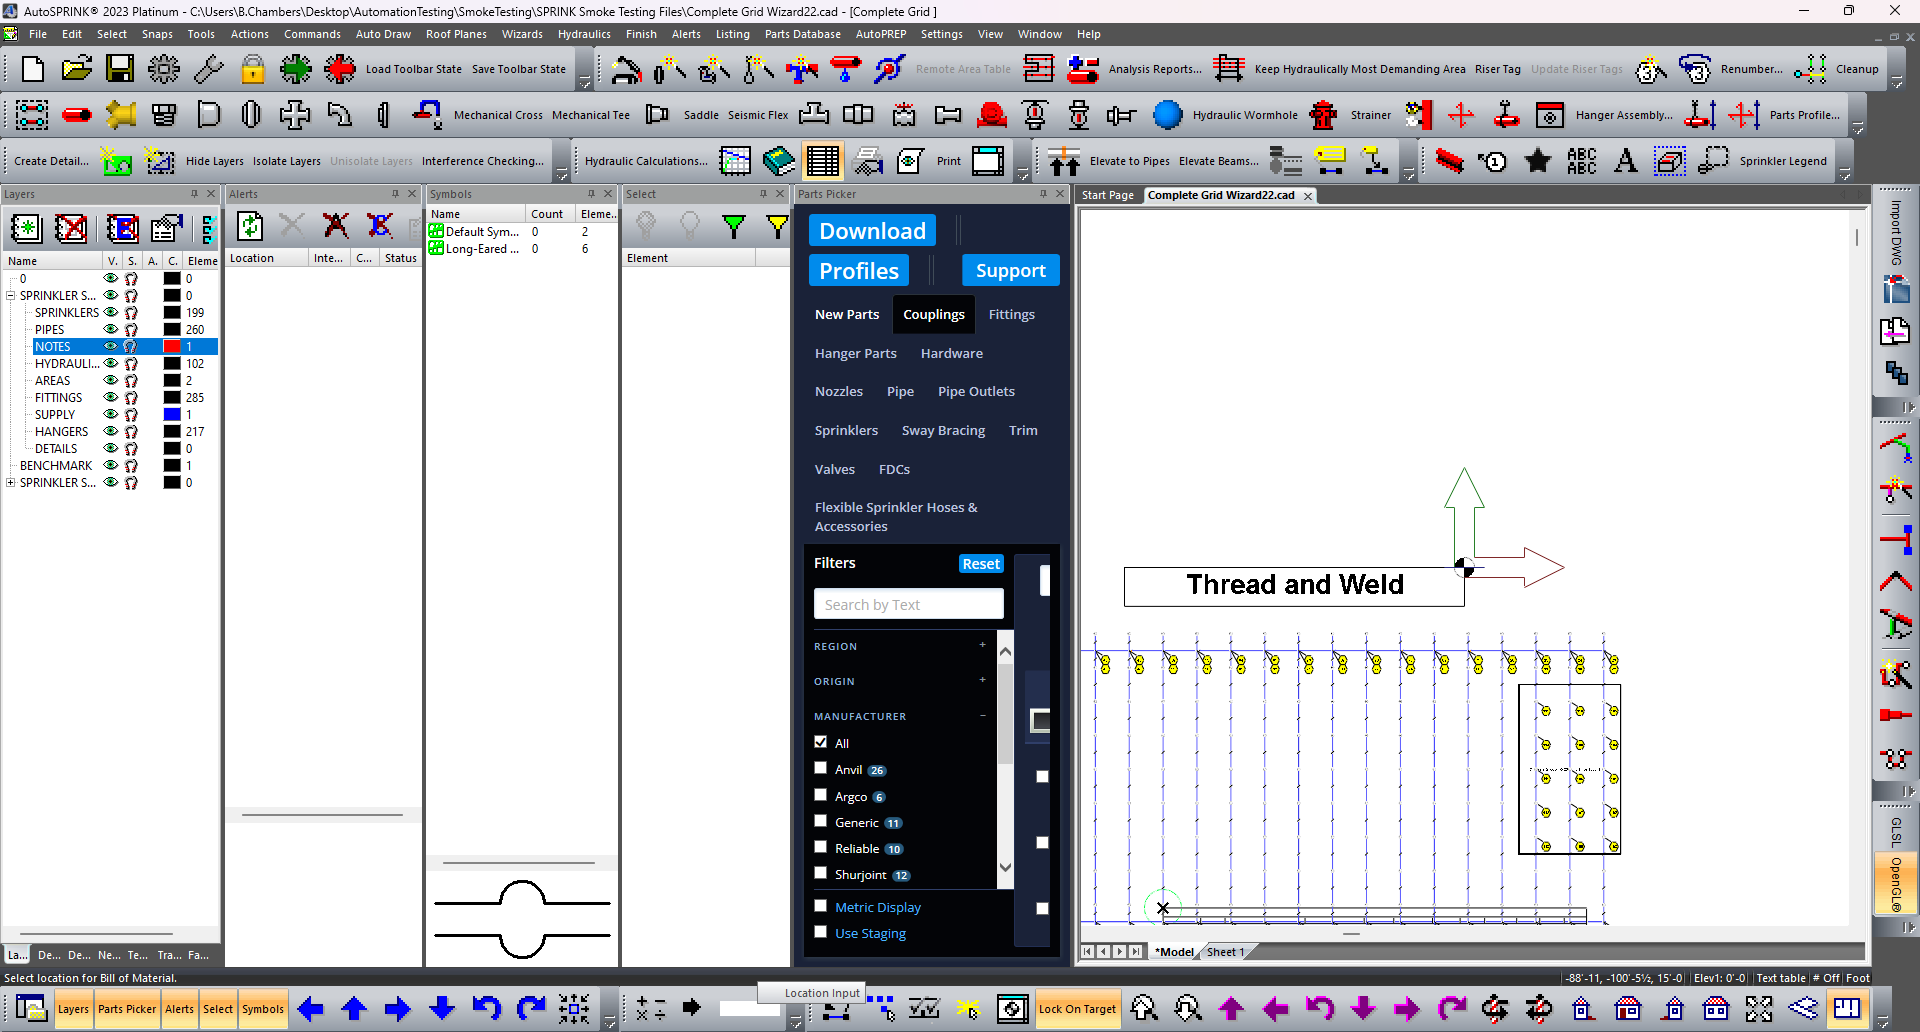 AutoSPRINK® 2023 Platinum - C:\Users\B.Chambers\Desktop\AutomationTesting\SmokeTesting\SPRINK Smoke Testing Files\Complete Grid Wizard22.cad - [Complete Grid ]
File Edit Select Snaps Tools Actions Commands Auto Draw Roof Planes Wizards Hydraulics Finish Alerts Listing Parts Database AutoPREP Settings View Window Help
Load Toolbar State Save Toolbar State Remote Area Table Analysis Reports... Keep Hydraulically Most Demanding Area Riser Tag Update Riser Tags Renumber... Cleanup
Mechanical Cross Mechanical Tee Saddle Seismic Flex Hydraulic Wormhole Strainer Hanger Assembly... Parts Profile...
Create Detail... Hide Layers Isolate Layers Unisolate Layers Interference Checking... Hydraulic Calculations... Print Elevate to Pipes Elevate Beams... ABC ABC A Sprinkler Legend
Layers
Name V. S. A. C. Eleme
0 0
SPRINKLER S... 0
SPRINKLERS 199
PIPES 260
NOTES 1
HYDRAULI... 102
AREAS 2
FITTINGS 285
SUPPLY 1
HANGERS 217
DETAILS 0
BENCHMARK 1
SPRINKLER S... 0
La... De... De... Ne... Te... Tra... Fa...
Alerts
Location Inte... C... Status
Symbols
Name Count Eleme...
Default Sym... 0 2
Long-Eared ... 0 6
Select
Element
Parts Picker
Download
Profiles Support
New Parts Couplings Fittings
Hanger Parts Hardware
Nozzles Pipe Pipe Outlets
Sprinklers Sway Bracing Trim
Valves FDCs
Flexible Sprinkler Hoses &
Accessories
Filters Reset
Search by Text
REGION +
ORIGIN +
MANUFACTURER −
All
Anvil 26
Argco 6
Generic 11
Reliable 10
Shurjoint 12
Metric Display
Use Staging
Start Page Complete Grid Wizard22.cad
Thread and Weld
*Model Sheet 1
Import DWG
GLSL
OpenGL®
Select location for Bill of Material. -88'-11, -100'-5½, 15'-0 Elev1: 0'-0 Text table # Off Foot
Layers Parts Picker Alerts Select Symbols Location Input Lock On Target